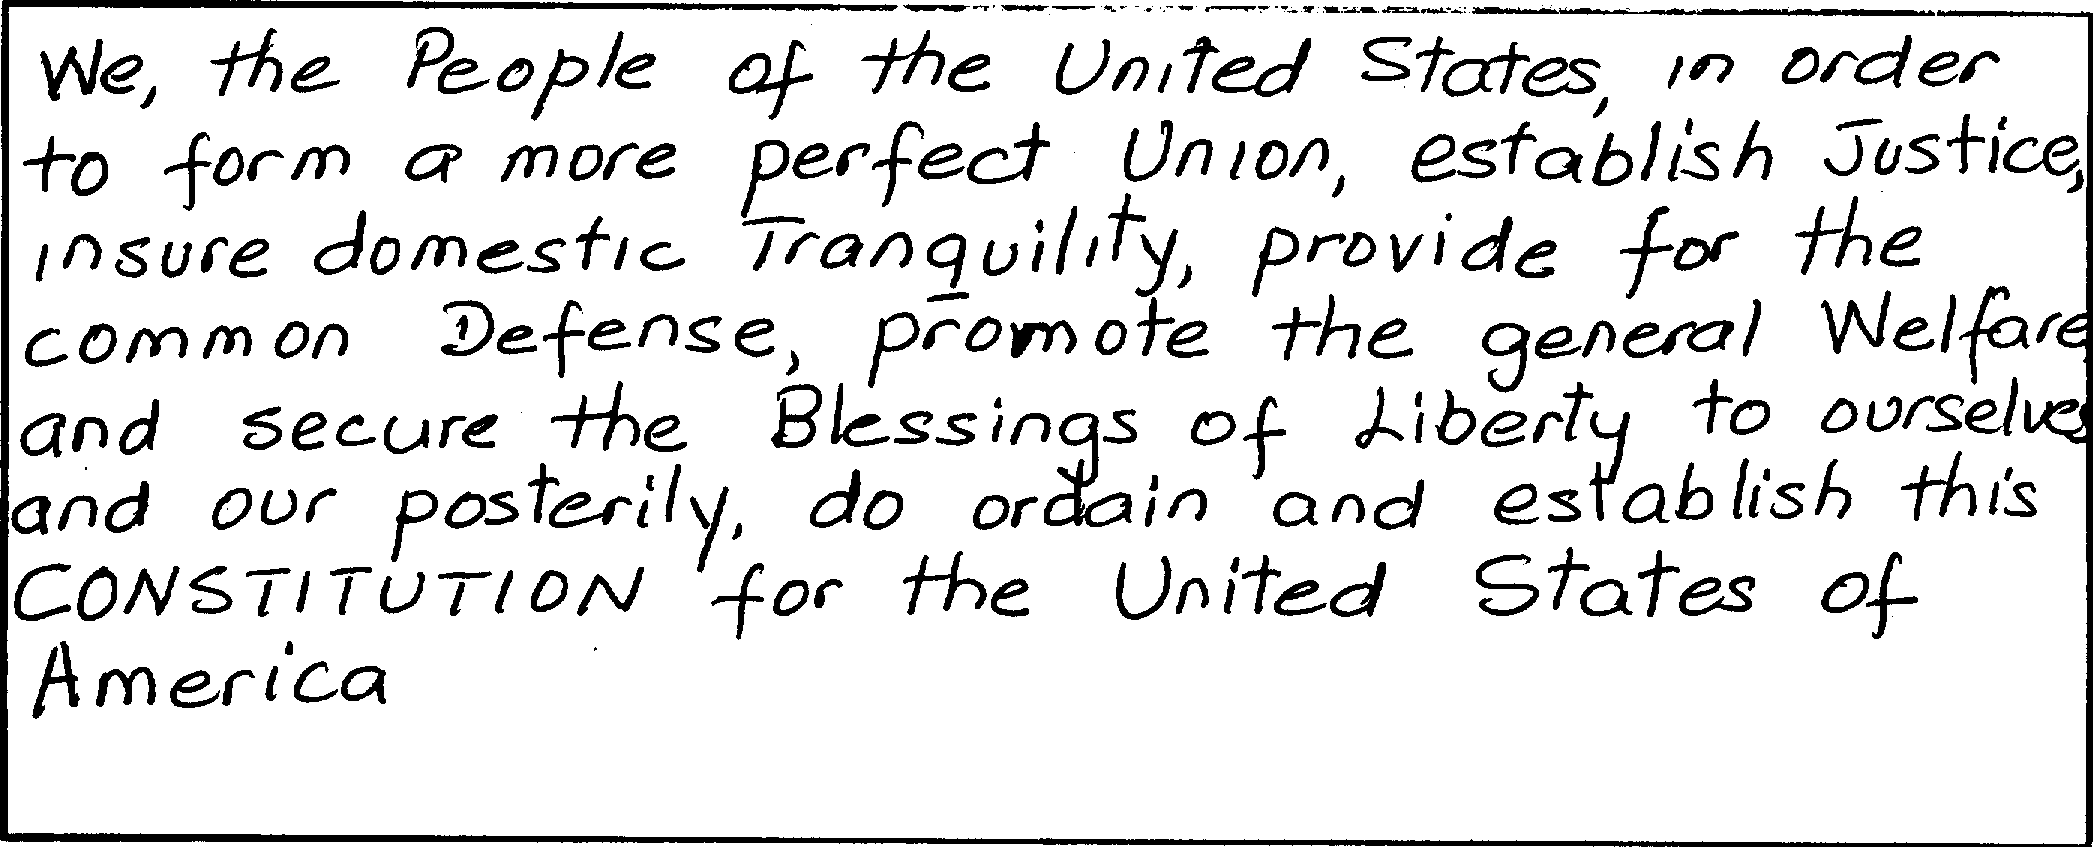 We, the People of the United States, in order
to form a more perfect Union, establish Justice,
insure domestic Tranquility, provide for the
common Defense, promote the general Welfare
and secure the Blessings of Liberty to ourselves
and our posterily, do ordain and establish this
CONSTITUTION for the United States of
America